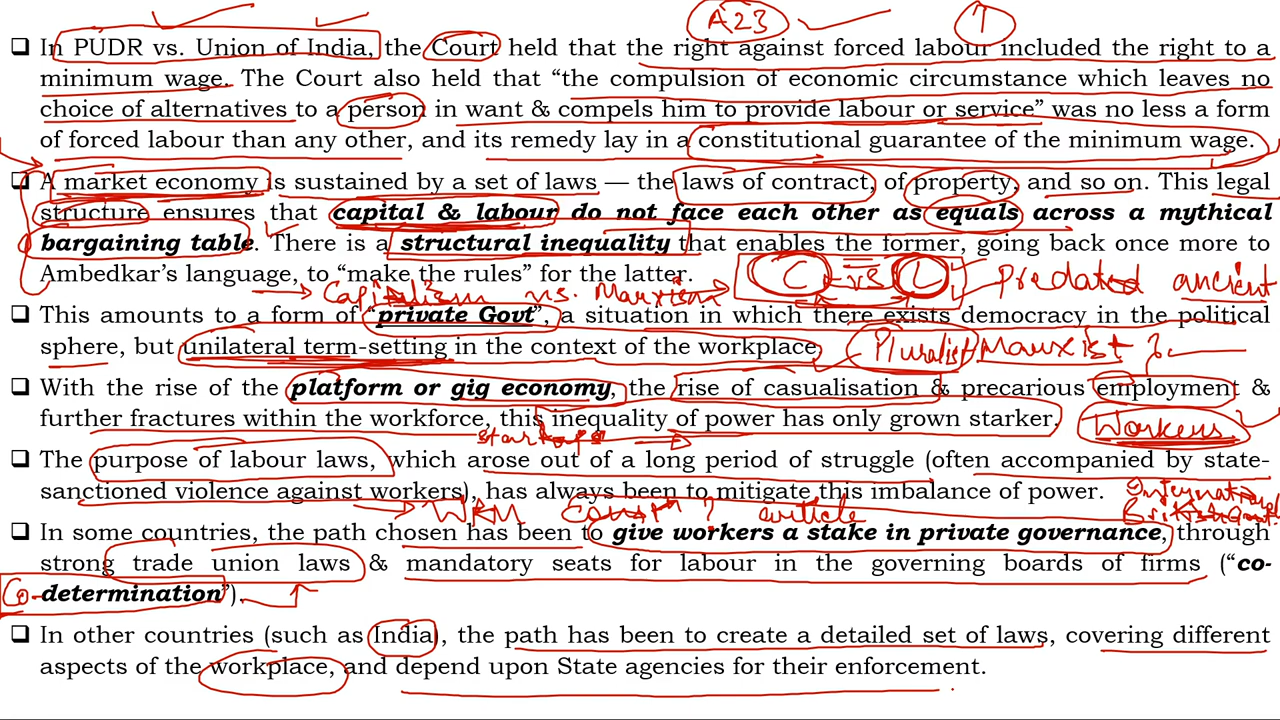 A23 ↑
❑ In PUDR vs. Union of India, the Court held that the right against forced labour included the right to a
minimum wage. The Court also held that “the compulsion of economic circumstance which leaves no
choice of alternatives to a person in want & compels him to provide labour or service” was no less a form
of forced labour than any other, and its remedy lay in a constitutional guarantee of the minimum wage.
❑ A market economy is sustained by a set of laws — the laws of contract, of property, and so on. This legal
structure ensures that capital & labour do not face each other as equals across a mythical
bargaining table. There is a structural inequality that enables the former, going back once more to
Ambedkar’s language, to “make the rules” for the latter.
C vs L Predated ancient
Capitalism vs. Marxism
This amounts to a form of “private Govt”, a situation in which there exists democracy in the political
sphere, but unilateral term-setting in the context of the workplace
Pluralist Marxist ?
❑ With the rise of the platform or gig economy, the rise of casualisation & precarious employment &
further fractures within the workforce, this inequality of power has only grown starker.
Workers
startups
❑ The purpose of labour laws, which arose out of a long period of struggle (often accompanied by state-
sanctioned violence against workers), has always been to mitigate this imbalance of power.
WPM Const ? article
❑ In some countries, the path chosen has been to give workers a stake in private governance, through
strong trade union laws & mandatory seats for labour in the governing boards of firms (“co-
Co-determination”).
❑ In other countries (such as India), the path has been to create a detailed set of laws, covering different
aspects of the workplace, and depend upon State agencies for their enforcement.